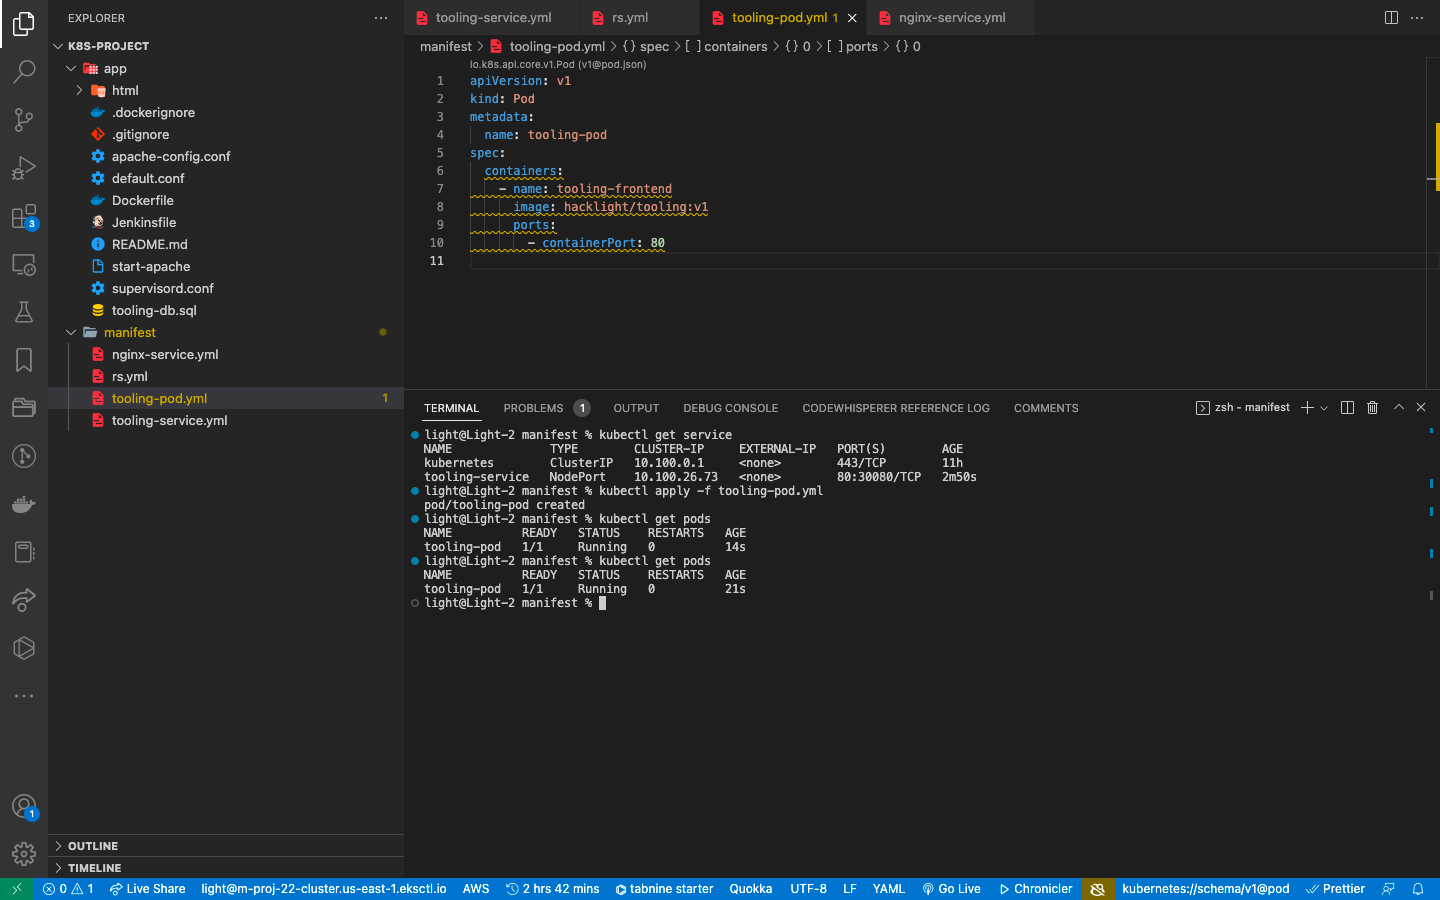 EXPLORER
K8S-PROJECT
app
html
.dockerignore
.gitignore
apache-config.conf
default.conf
Dockerfile
Jenkinsfile
README.md
start-apache
supervisord.conf
tooling-db.sql
manifest
nginx-service.yml
rs.yml
tooling-pod.yml 1
tooling-service.yml
OUTLINE
TIMELINE
3
1
tooling-service.yml rs.yml tooling-pod.yml 1 nginx-service.yml
manifest > tooling-pod.yml > {} spec > [ ] containers > {} 0 > [ ] ports > {} 0
io.k8s.api.core.v1.Pod (v1@pod.json)
1 apiVersion: v1
2 kind: Pod
3 metadata:
4 name: tooling-pod
5 spec:
6 containers:
7 - name: tooling-frontend
8 image: hacklight/tooling:v1
9 ports:
10 - containerPort: 80
11
TERMINAL PROBLEMS 1 OUTPUT DEBUG CONSOLE CODEWHISPERER REFERENCE LOG COMMENTS zsh - manifest
light@Light-2 manifest % kubectl get service
NAME TYPE CLUSTER-IP EXTERNAL-IP PORT(S) AGE
kubernetes ClusterIP 10.100.0.1 <none> 443/TCP 11h
tooling-service NodePort 10.100.26.73 <none> 80:30080/TCP 2m50s
light@Light-2 manifest % kubectl apply -f tooling-pod.yml
pod/tooling-pod created
light@Light-2 manifest % kubectl get pods
NAME READY STATUS RESTARTS AGE
tooling-pod 1/1 Running 0 14s
light@Light-2 manifest % kubectl get pods
NAME READY STATUS RESTARTS AGE
tooling-pod 1/1 Running 0 21s
light@Light-2 manifest %
0 1 Live Share light@m-proj-22-cluster.us-east-1.eksctl.io AWS 2 hrs 42 mins tabnine starter Quokka UTF-8 LF YAML Go Live Chronicler kubernetes://schema/v1@pod Prettier